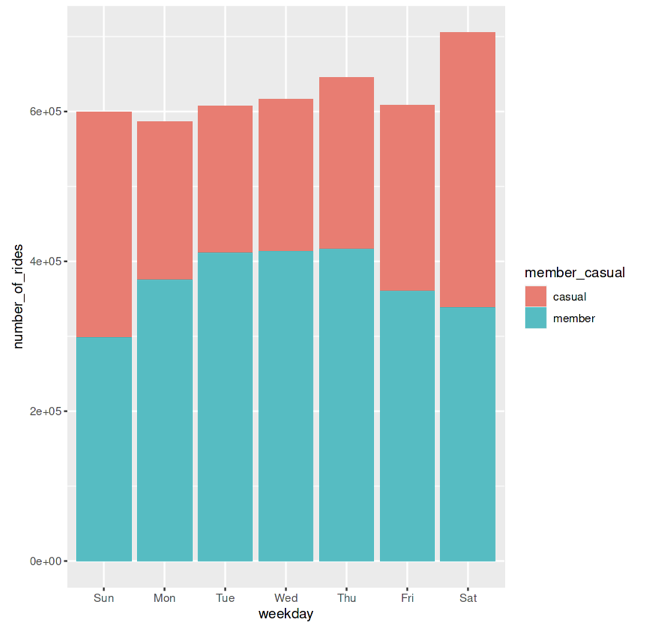 number_of_rides
6e+05
4e+05
2e+05
0e+00
Sun Mon Tue Wed Thu Fri Sat
weekday
member_casual
casual
member